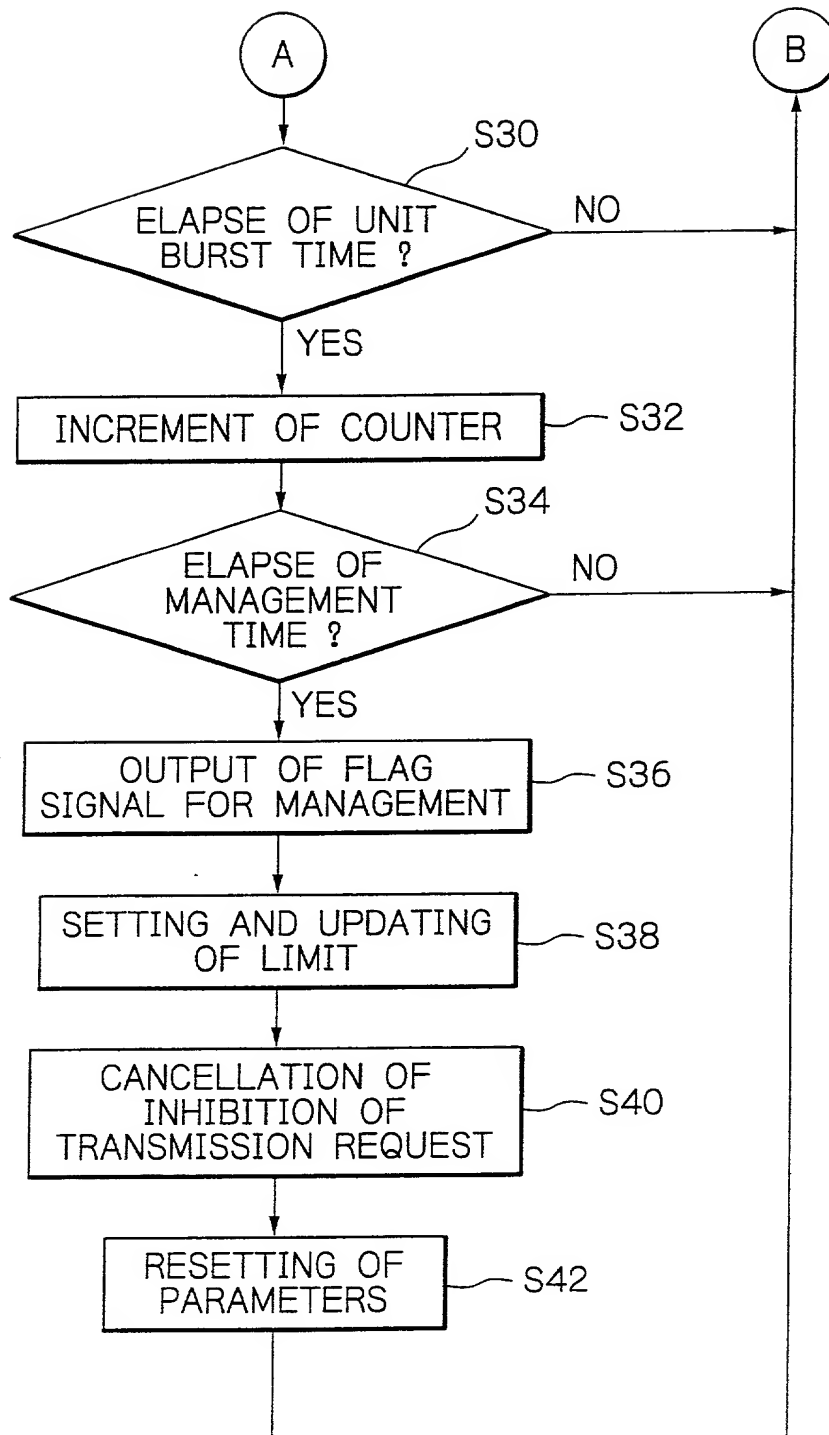 A
B
S30
ELAPSE OF UNIT
BURST TIME ?
NO
YES
INCREMENT OF COUNTER
S32
S34
ELAPSE OF
MANAGEMENT
TIME ?
NO
YES
OUTPUT OF FLAG
SIGNAL FOR MANAGEMENT
S36
SETTING AND UPDATING
OF LIMIT
S38
CANCELLATION OF
INHIBITION OF
TRANSMISSION REQUEST
S40
RESETTING OF
PARAMETERS
S42